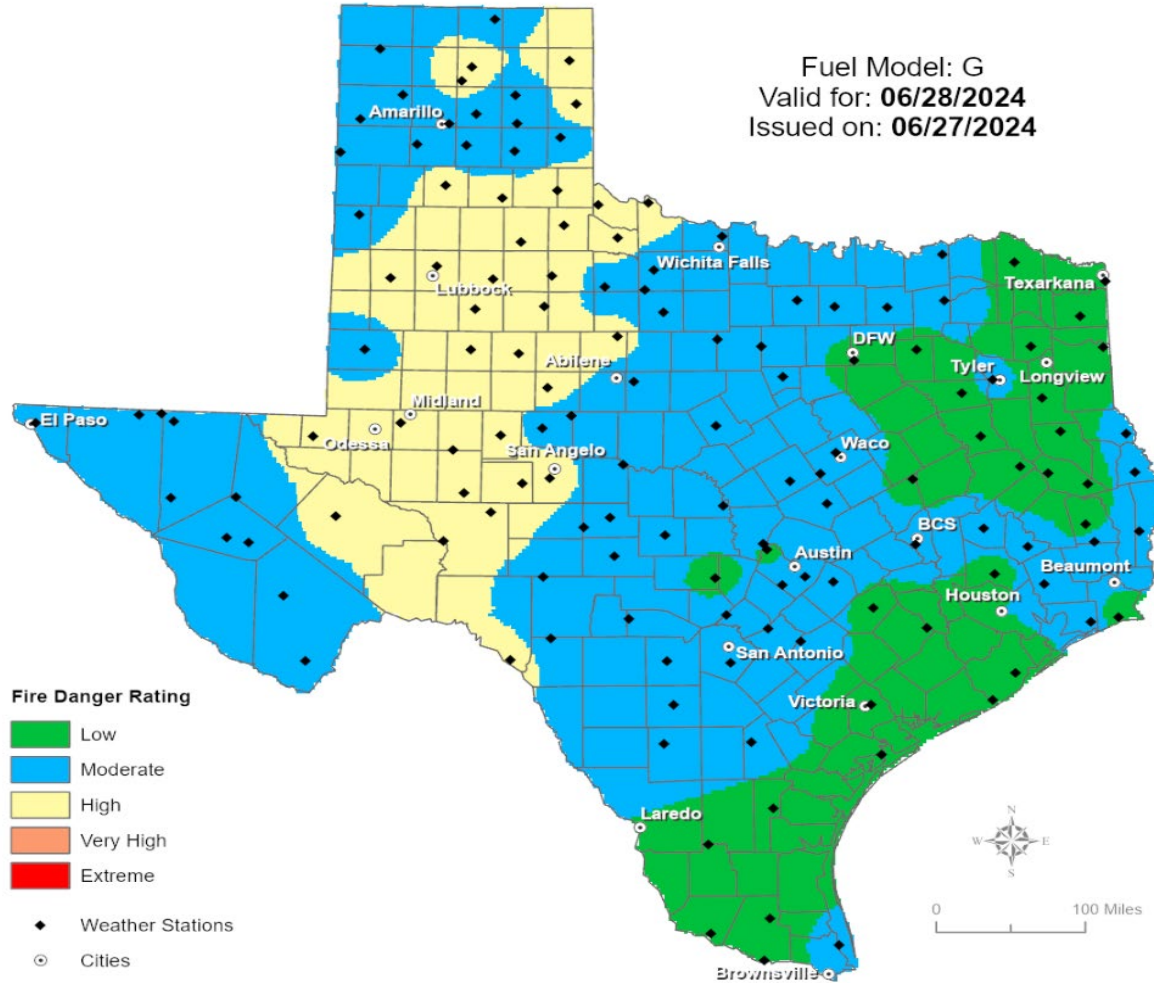 Fuel Model: G
Valid for: 06/28/2024
Issued on: 06/27/2024
Amarillo
Wichita Falls
Lubbock
Texarkana
DFW
Abilene
Tyler
Longview
Midland
El Paso
Odessa
San Angelo
Waco
BCS
Austin
Beaumont
Houston
San Antonio
Victoria
Laredo
Brownsville
Fire Danger Rating
Low
Moderate
High
Very High
Extreme
Weather Stations
Cities
N
W E
S
0 100 Miles